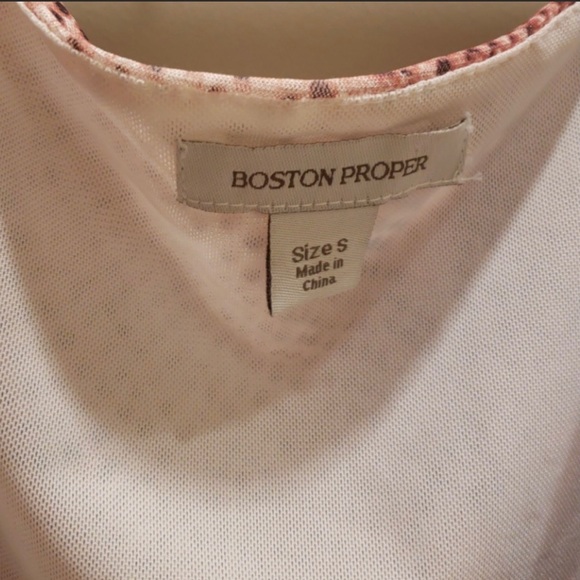 BOSTON PROPER
Size S
Made in
China